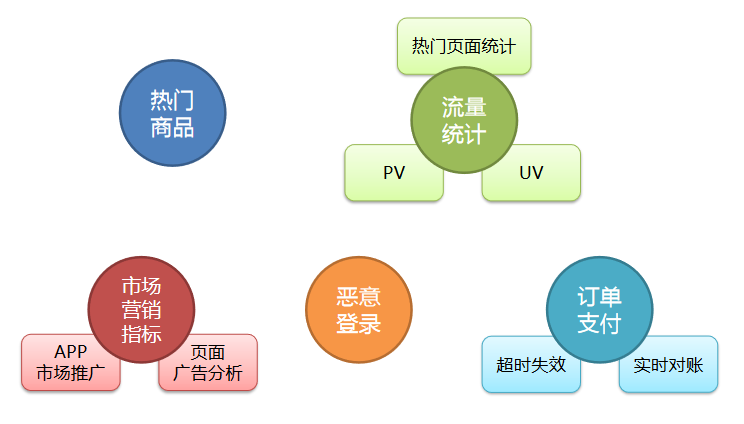 热门
商品
热门页面统计
流量
统计
PV
UV
市场
营销
指标
APP
市场推广
页面
广告分析
恶意
登录
订单
支付
超时失效
实时对账